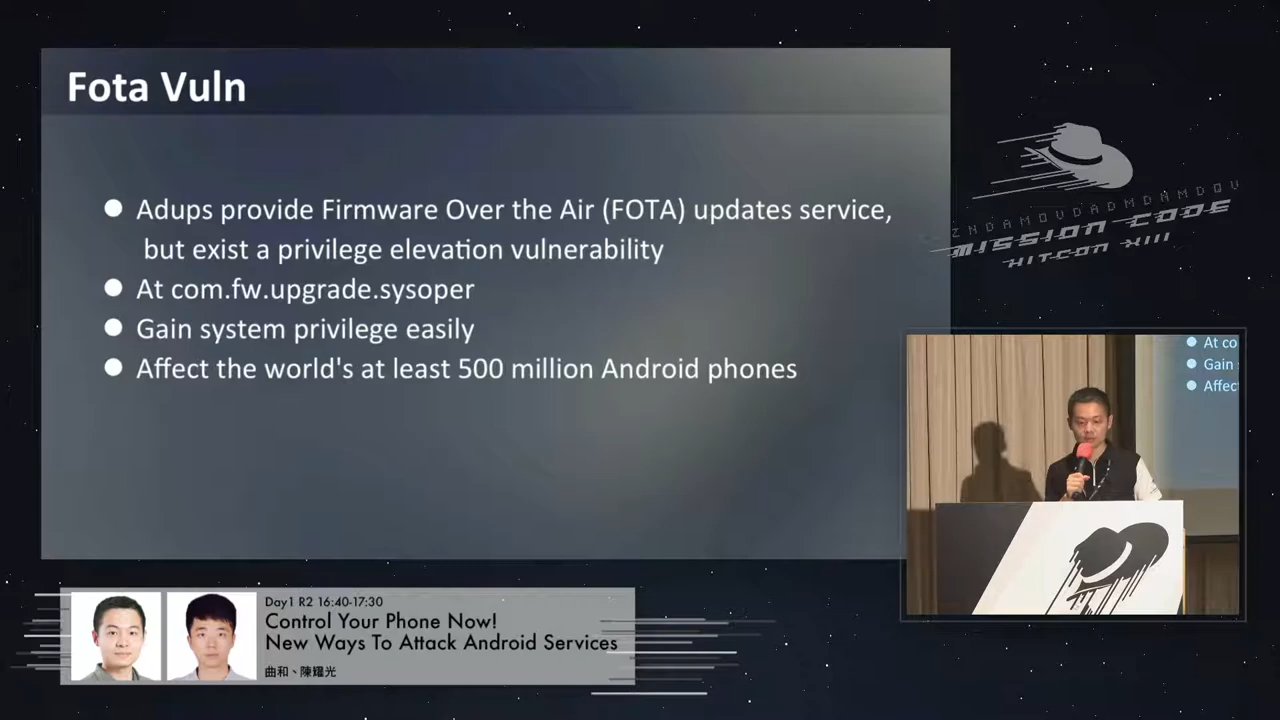 Fota Vuln
● Adups provide Firmware Over the Air (FOTA) updates service,
but exist a privilege elevation vulnerability
● At com.fw.upgrade.sysoper
● Gain system privilege easily
● Affect the world's at least 500 million Android phones
MISSION CODE
HITCON XIII
● At co
● Gain
● Affec
Day1 R2 16:40-17:30
Control Your Phone Now!
New Ways To Attack Android Services
曲和、陳耀光